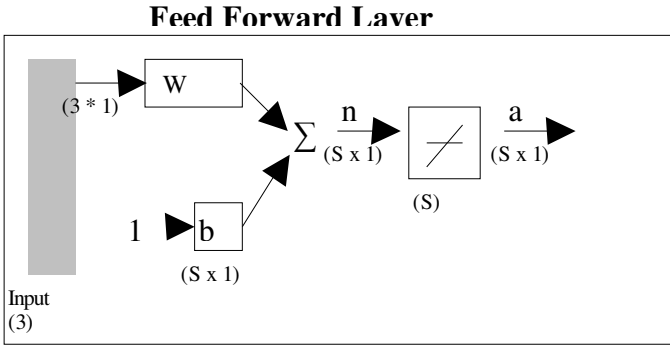 Feed Forward Layer
W
(3 * 1)
∑
n
(S x 1)
a
(S x 1)
(S)
1
b
(S x 1)
Input
(3)